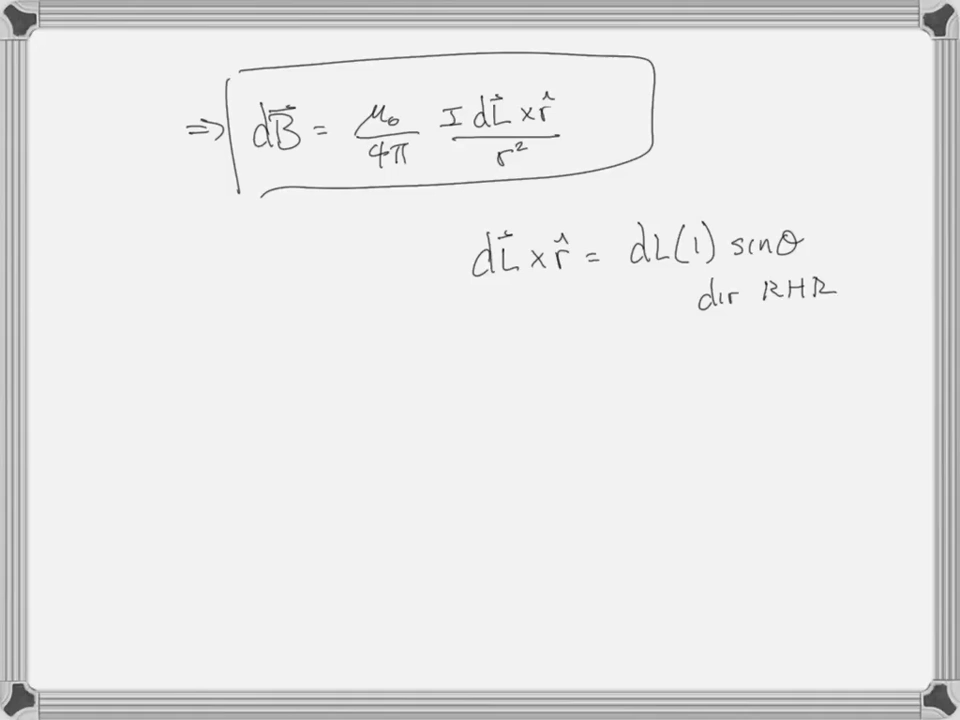 ⇒ dB⃗ = μ₀/4π I dL⃗ × r̂/r²
dL⃗ × r̂ = dL(1) sinθ
dir RHR